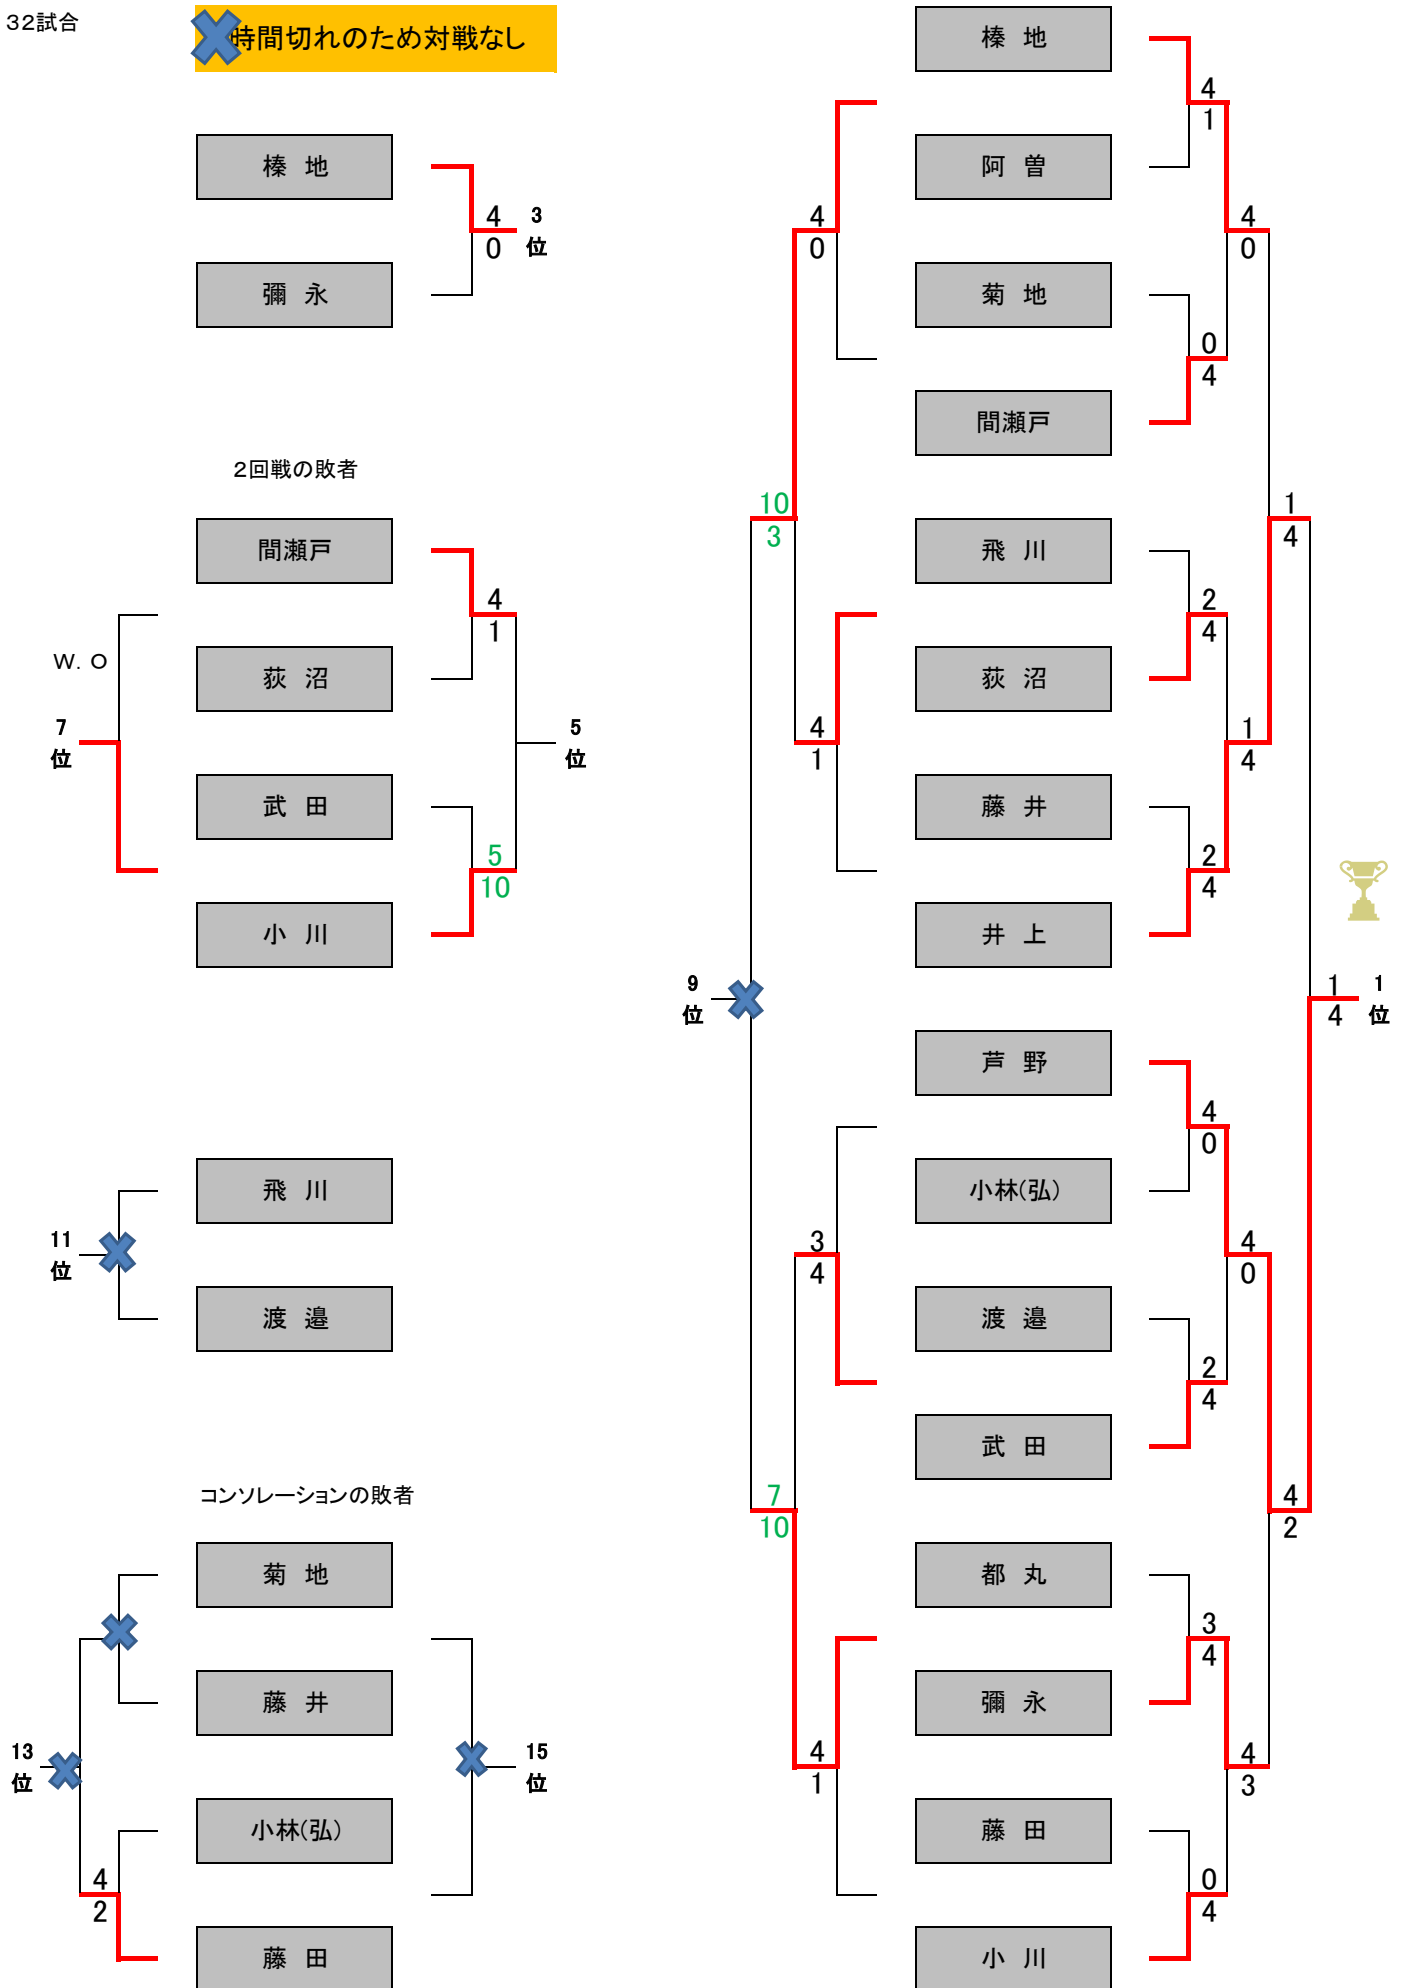 32試合
時間切れのため対戦なし
榛 地
4
0
3
位
彌 永
2回戦の敗者
間瀬戸
4
1
荻 沼
W. O
7
位
5
位
武 田
5
10
小 川
飛 川
11
位
渡 邉
コンソレーションの敗者
菊 地
藤 井
13
位
15
位
小林(弘)
4
2
藤 田
榛 地
4
1
阿 曽
4
0
4
0
菊 地
0
4
間瀬戸
10
3
1
4
飛 川
2
4
荻 沼
4
1
1
4
藤 井
2
4
井 上
9
位
1
4
1
位
芦 野
4
0
小林(弘)
3
4
4
0
渡 邉
2
4
武 田
7
10
4
2
都 丸
3
4
彌 永
4
1
4
3
藤 田
0
4
小 川